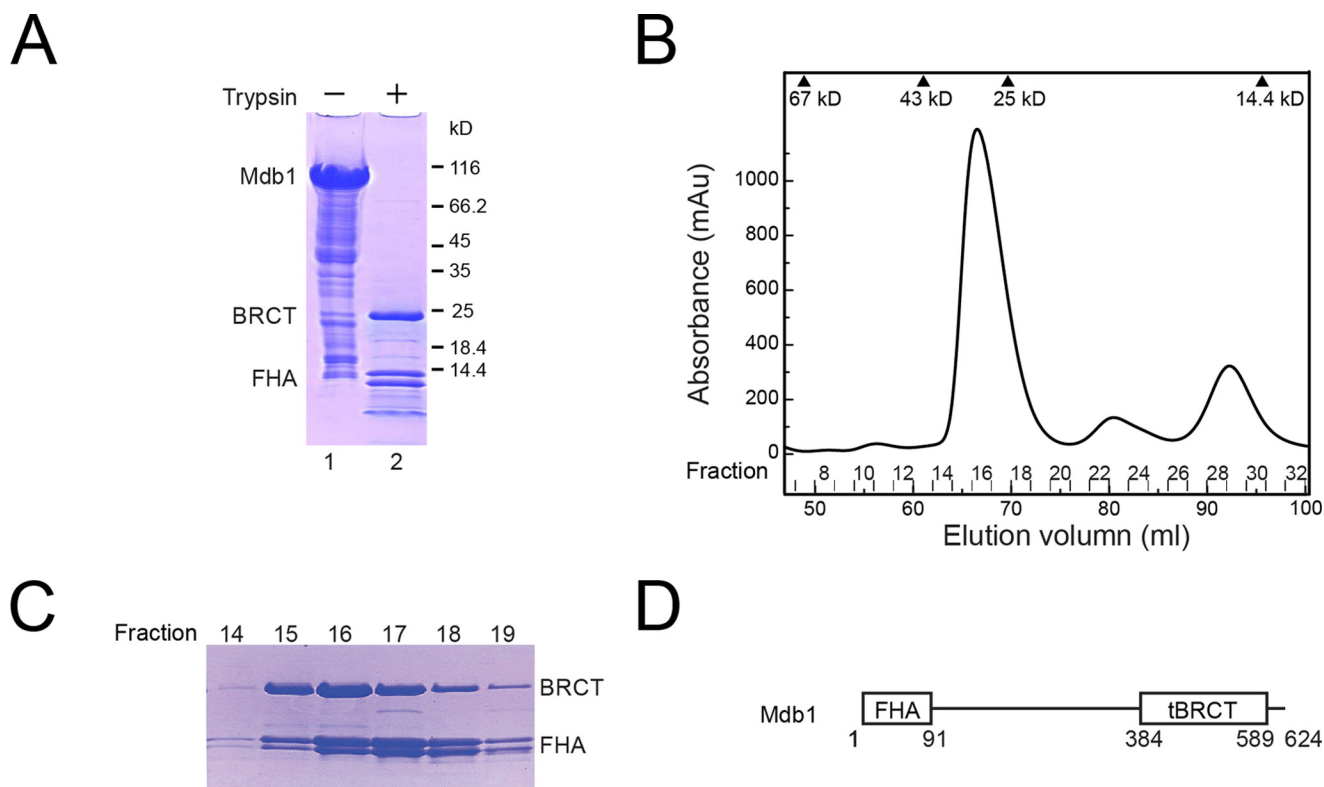 A
Trypsin − +
kD
Mdb1
116
66.2
45
35
BRCT
25
18.4
FHA
14.4
1 2
B
67 kD 43 kD 25 kD 14.4 kD
Absorbance (mAu)
1000
800
600
400
200
0
Fraction 8 10 12 14 16 18 20 22 24 26 28 30 32
50 60 70 80 90 100
Elution volumn (ml)
C
Fraction 14 15 16 17 18 19
BRCT
FHA
D
Mdb1 FHA tBRCT
1 91 384 589 624